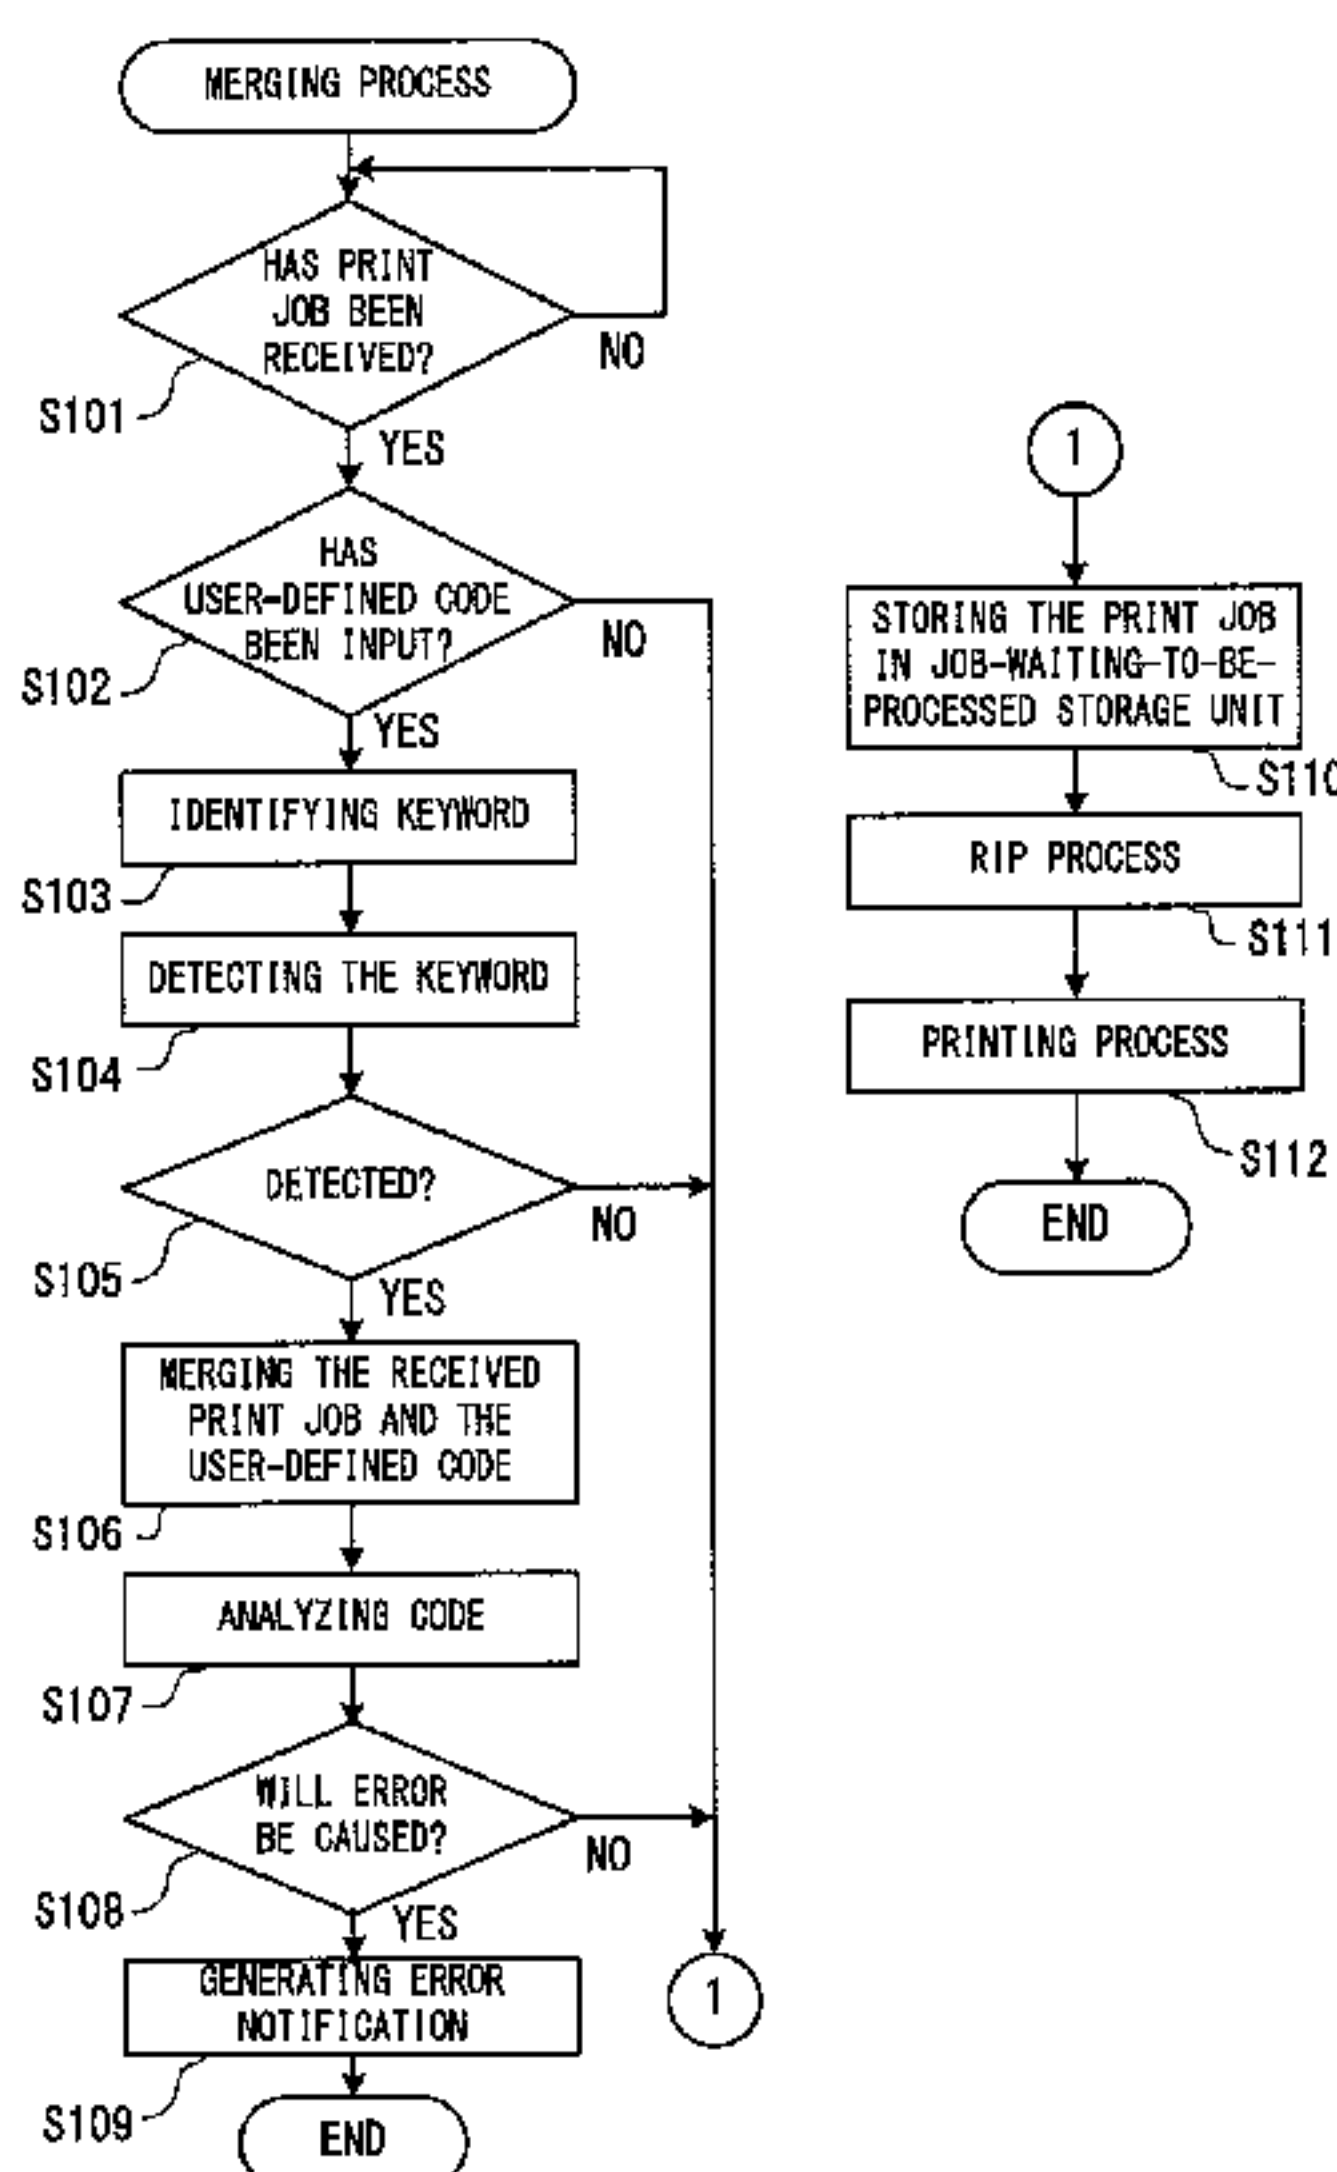 MERGING PROCESS
HAS PRINT
JOB BEEN
RECEIVED?
NO
S101
YES
HAS
USER-DEFINED CODE
BEEN INPUT?
NO
S102
YES
IDENTIFYING KEYWORD
S103
DETECTING THE KEYWORD
S104
DETECTED?
NO
S105
YES
MERGING THE RECEIVED
PRINT JOB AND THE
USER-DEFINED CODE
S106
ANALYZING CODE
S107
WILL ERROR
BE CAUSED?
NO
S108
YES
GENERATING ERROR
NOTIFICATION
S109
END
1
1
STORING THE PRINT JOB
IN JOB-WAITING-TO-BE-
PROCESSED STORAGE UNIT
S110
RIP PROCESS
S111
PRINTING PROCESS
S112
END